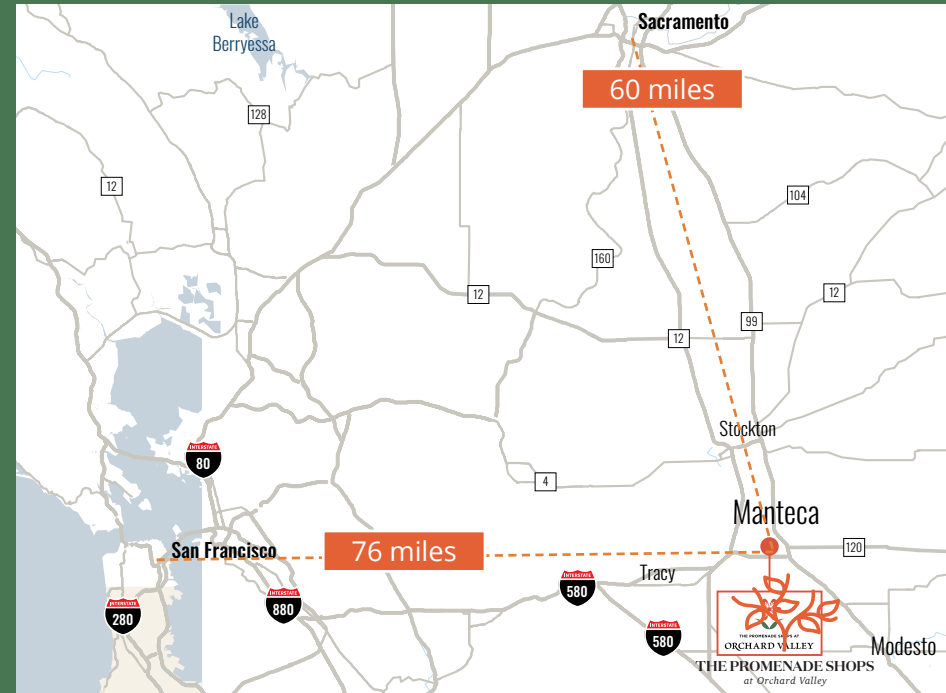 Lake
Berryessa
Sacramento
60 miles
128
12
104
160
12
12
99
12
Stockton
INTERSTATE
80
4
Manteca
San Francisco
76 miles
120
Tracy
INTERSTATE
580
INTERSTATE
880
INTERSTATE
280
INTERSTATE
580
THE PROMENADE SHOPS AT
ORCHARD VALLEY
Modesto
THE PROMENADE SHOPS
at Orchard Valley